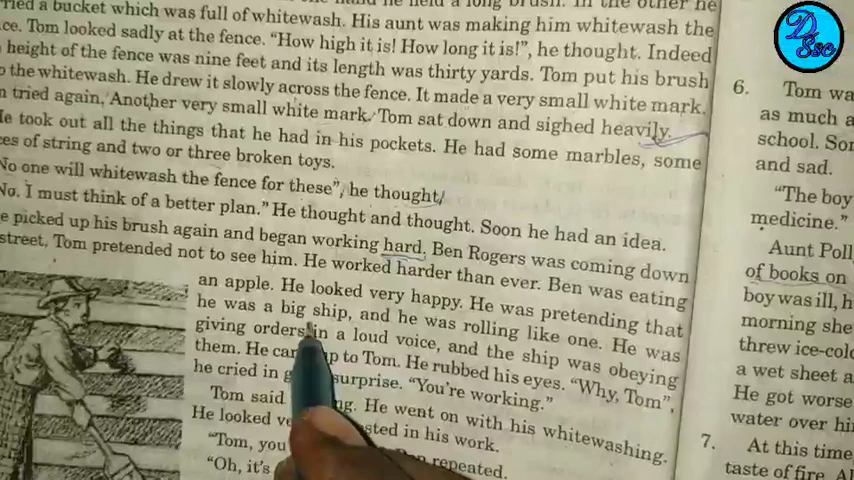 a long brush. In the other he
a bucket which was full of whitewash. His aunt was making him whitewash the
Tom looked sadly at the fence. "How high it is! How long it is!", he thought. Indeed
height of the fence was nine feet and its length was thirty yards. Tom put his brush
the whitewash. He drew it slowly across the fence. It made a very small white mark.
tried again, Another very small white mark. Tom sat down and sighed heavily.
He took out all the things that he had in his pockets. He had some marbles, some
of string and two or three broken toys.
No one will whitewash the fence for these", he thought
No. I must think of a better plan." He thought and thought. Soon he had an idea.
picked up his brush again and began working hard, Ben Rogers was coming down
street, Tom pretended not to see him. He worked harder than ever. Ben was eating
an apple. He looked very happy. He was pretending that
he was a big ship, and he was rolling like one. He was
giving orders in a loud voice, and the ship was obeying
them. He up to Tom. He rubbed his eyes. "Why, Tom",
he cried in surprise. "You're working."
Tom said He went on with his whitewashing.
He looked in his work.
"Tom, you repeated.
"Oh, it's
D
Ssc
6. Tom
as much a
school.
and sad.
"The boy
medicine."
Aunt
of books on
boy was ill, h
morning she
threw
a wet sheet a
He got worse
water over
7. At this time
taste of fire.